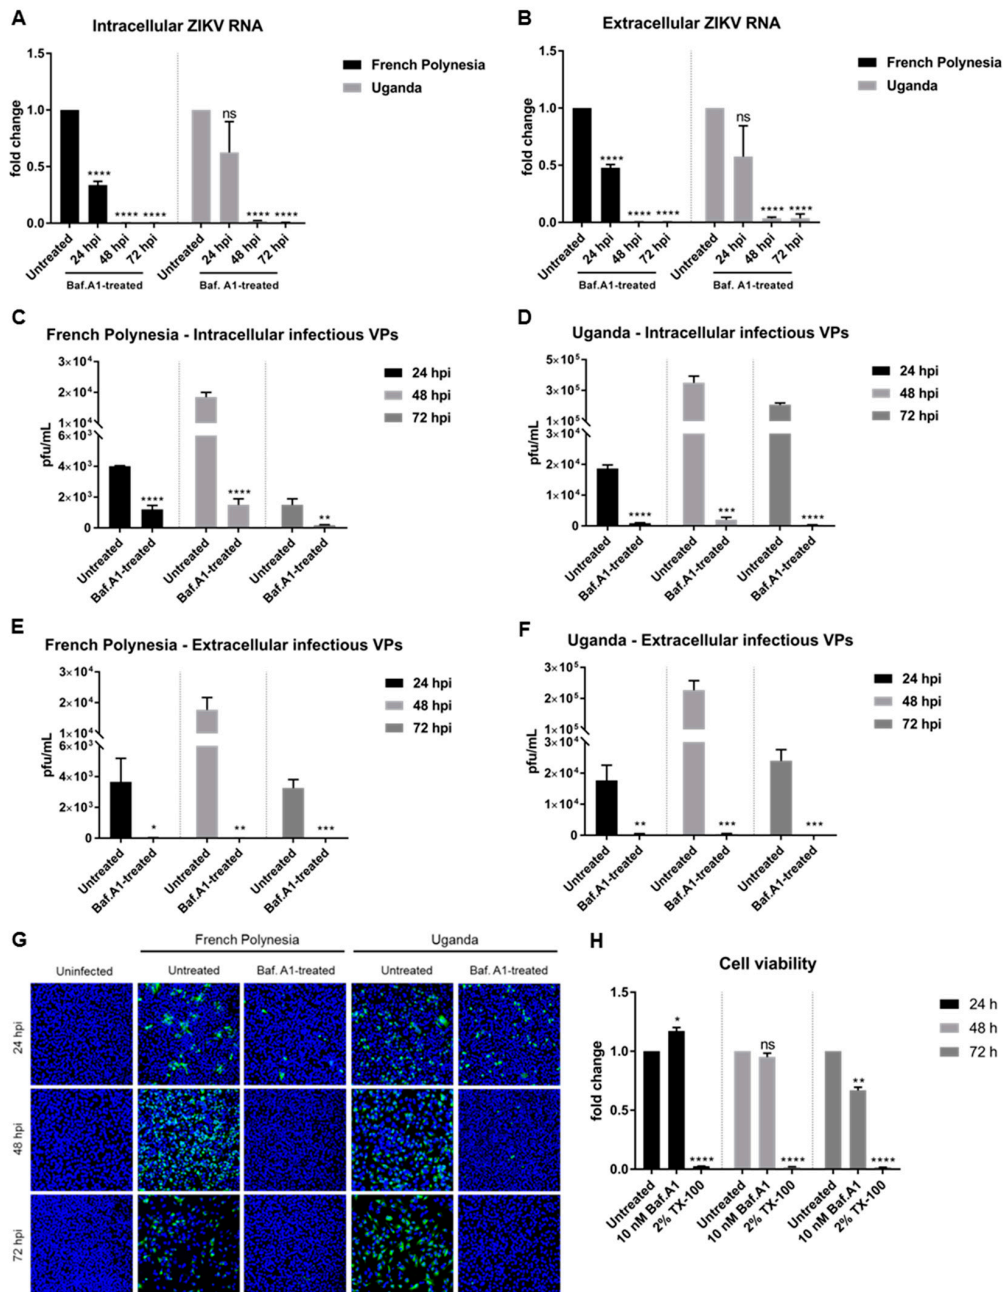 A
Intracellular ZIKV RNA
fold change
1.5
1.0
0.5
0.0
ns
****
**** ****
**** ****
Untreated
24 hpi
48 hpi
72 hpi
Untreated
24 hpi
48 hpi
72 hpi
Baf.A1-treated
Baf. A1-treated
French Polynesia
Uganda
B
Extracellular ZIKV RNA
fold change
1.5
1.0
0.5
0.0
ns
****
**** ****
**** ****
Untreated
24 hpi
48 hpi
72 hpi
Untreated
24 hpi
48 hpi
72 hpi
Baf.A1-treated
Baf. A1-treated
French Polynesia
Uganda
C
French Polynesia - Intracellular infectious VPs
pfu/mL
3×10⁴
2×10⁴
1×10⁴
6×10³
4×10³
2×10³
0
****
****
**
Untreated
Baf.A1-treated
Untreated
Baf.A1-treated
Untreated
Baf.A1-treated
24 hpi
48 hpi
72 hpi
D
Uganda - Intracellular infectious VPs
pfu/mL
5×10⁵
3×10⁵
1×10⁵
3×10⁴
2×10⁴
1×10⁴
0
****
***
****
Untreated
Baf.A1-treated
Untreated
Baf.A1-treated
Untreated
Baf.A1-treated
24 hpi
48 hpi
72 hpi
E
French Polynesia - Extracellular infectious VPs
pfu/mL
3×10⁴
2×10⁴
1×10⁴
6×10³
4×10³
2×10³
0
*
**
***
Untreated
Baf.A1-treated
Untreated
Baf.A1-treated
Untreated
Baf.A1-treated
24 hpi
48 hpi
72 hpi
F
Uganda - Extracellular infectious VPs
pfu/mL
3×10⁵
2×10⁵
1×10⁵
3×10⁴
2×10⁴
1×10⁴
0
**
***
***
Untreated
Baf.A1-treated
Untreated
Baf.A1-treated
Untreated
Baf.A1-treated
24 hpi
48 hpi
72 hpi
G
French Polynesia
Uganda
Uninfected
Untreated
Baf. A1-treated
Untreated
Baf. A1-treated
24 hpi
48 hpi
72 hpi
H
Cell viability
fold change
1.5
1.0
0.5
0.0
*
****
ns
****
**
****
Untreated
10 nM Baf.A1
2% TX-100
Untreated
10 nM Baf.A1
2% TX-100
Untreated
10 nM Baf.A1
2% TX-100
24 h
48 h
72 h